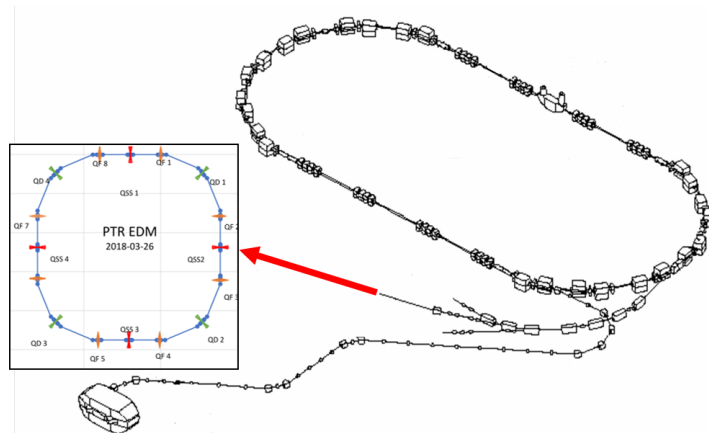 QF 8
QF 1
QD 4
QD 1
QSS 1
QF 7
QF 2
PTR EDM
2018-03-26
QSS 4
QSS2
QF 3
QD 3
QSS 3
QD 2
QF 5
QF 4